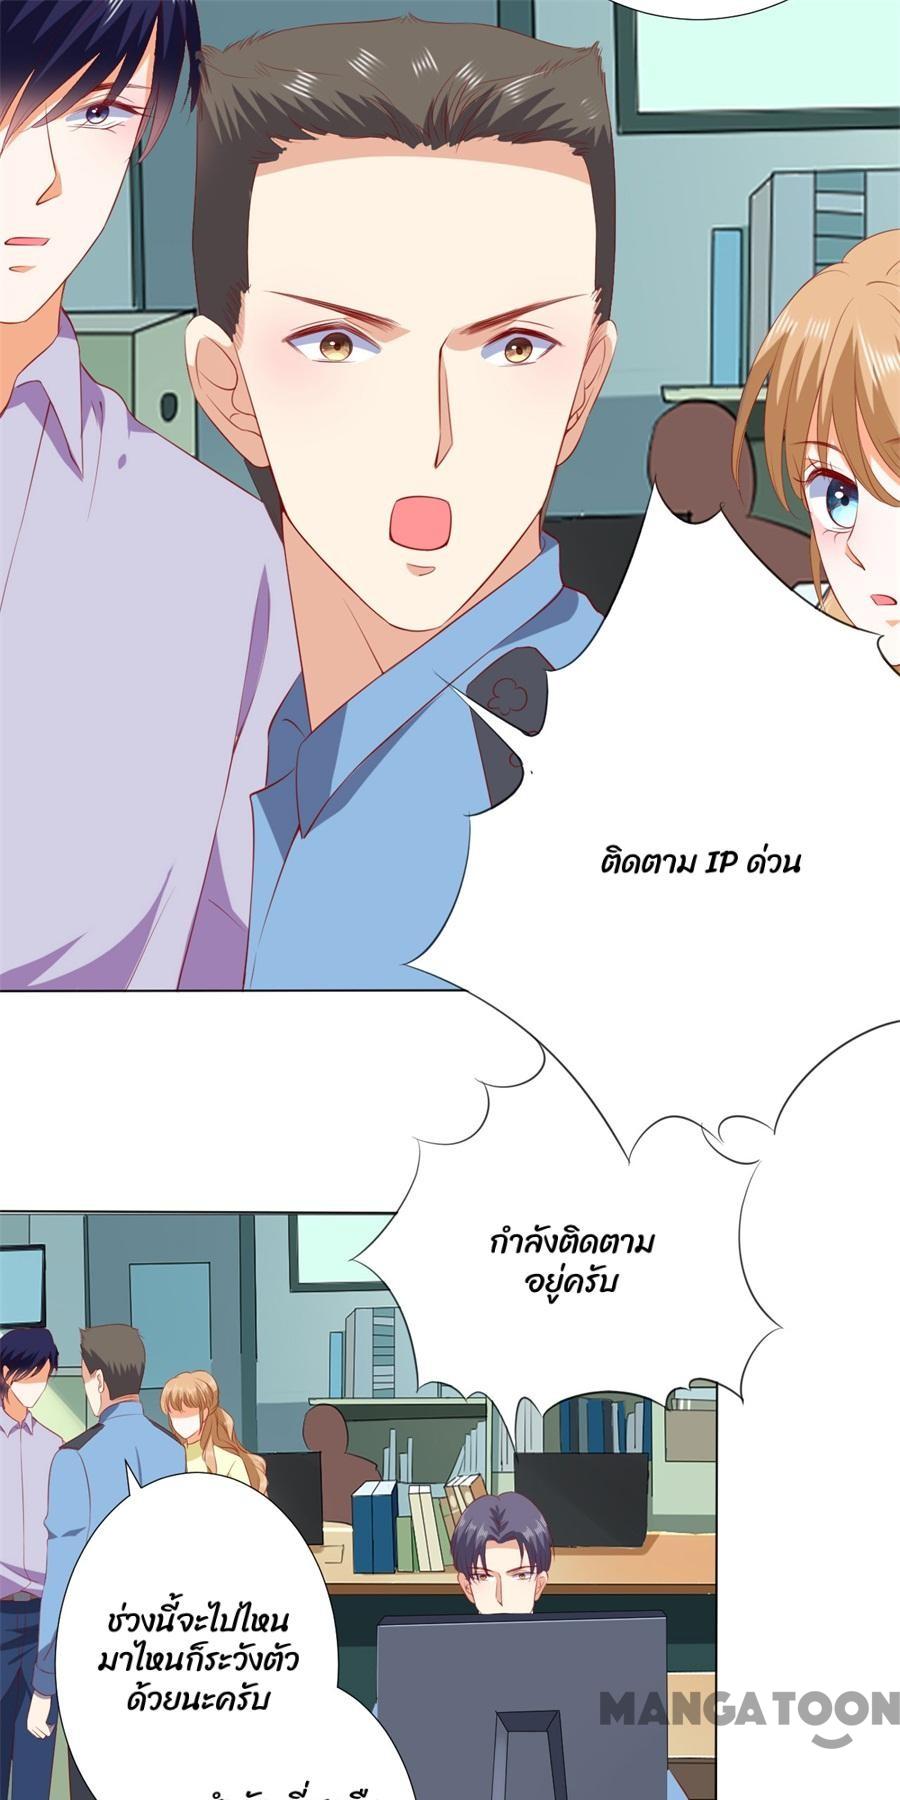 ติดตาม IP ด่วน
กำลังติดตาม
อยู่ครับ
ช่วงนี้จะไปไหน
มาไหนก็ระวังตัว
ด้วยนะครับ
MANGATOON